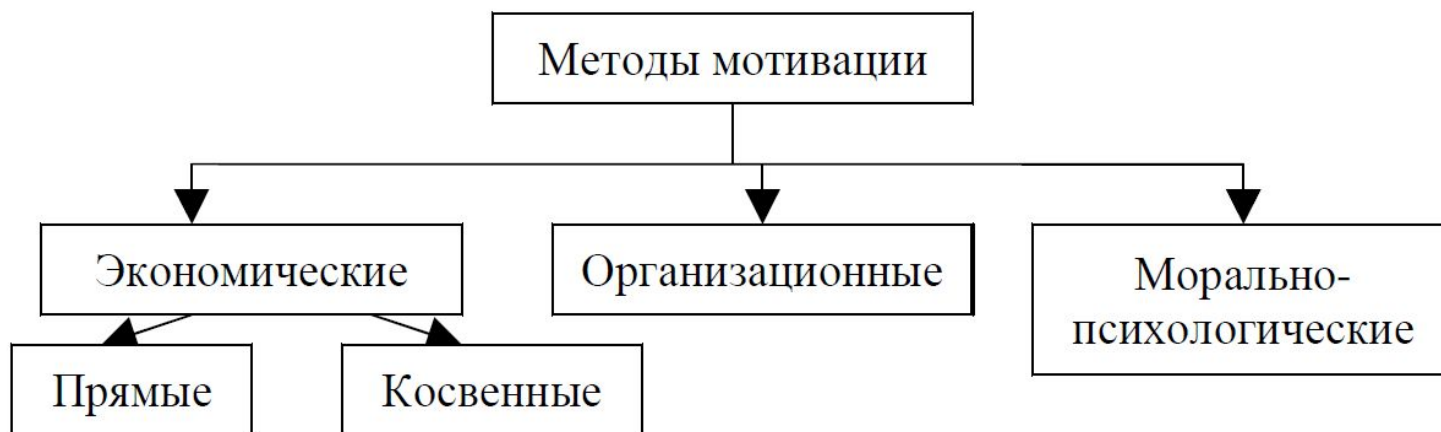 Методы мотивации
Экономические
Организационные
Морально-
психологические
Прямые
Косвенные